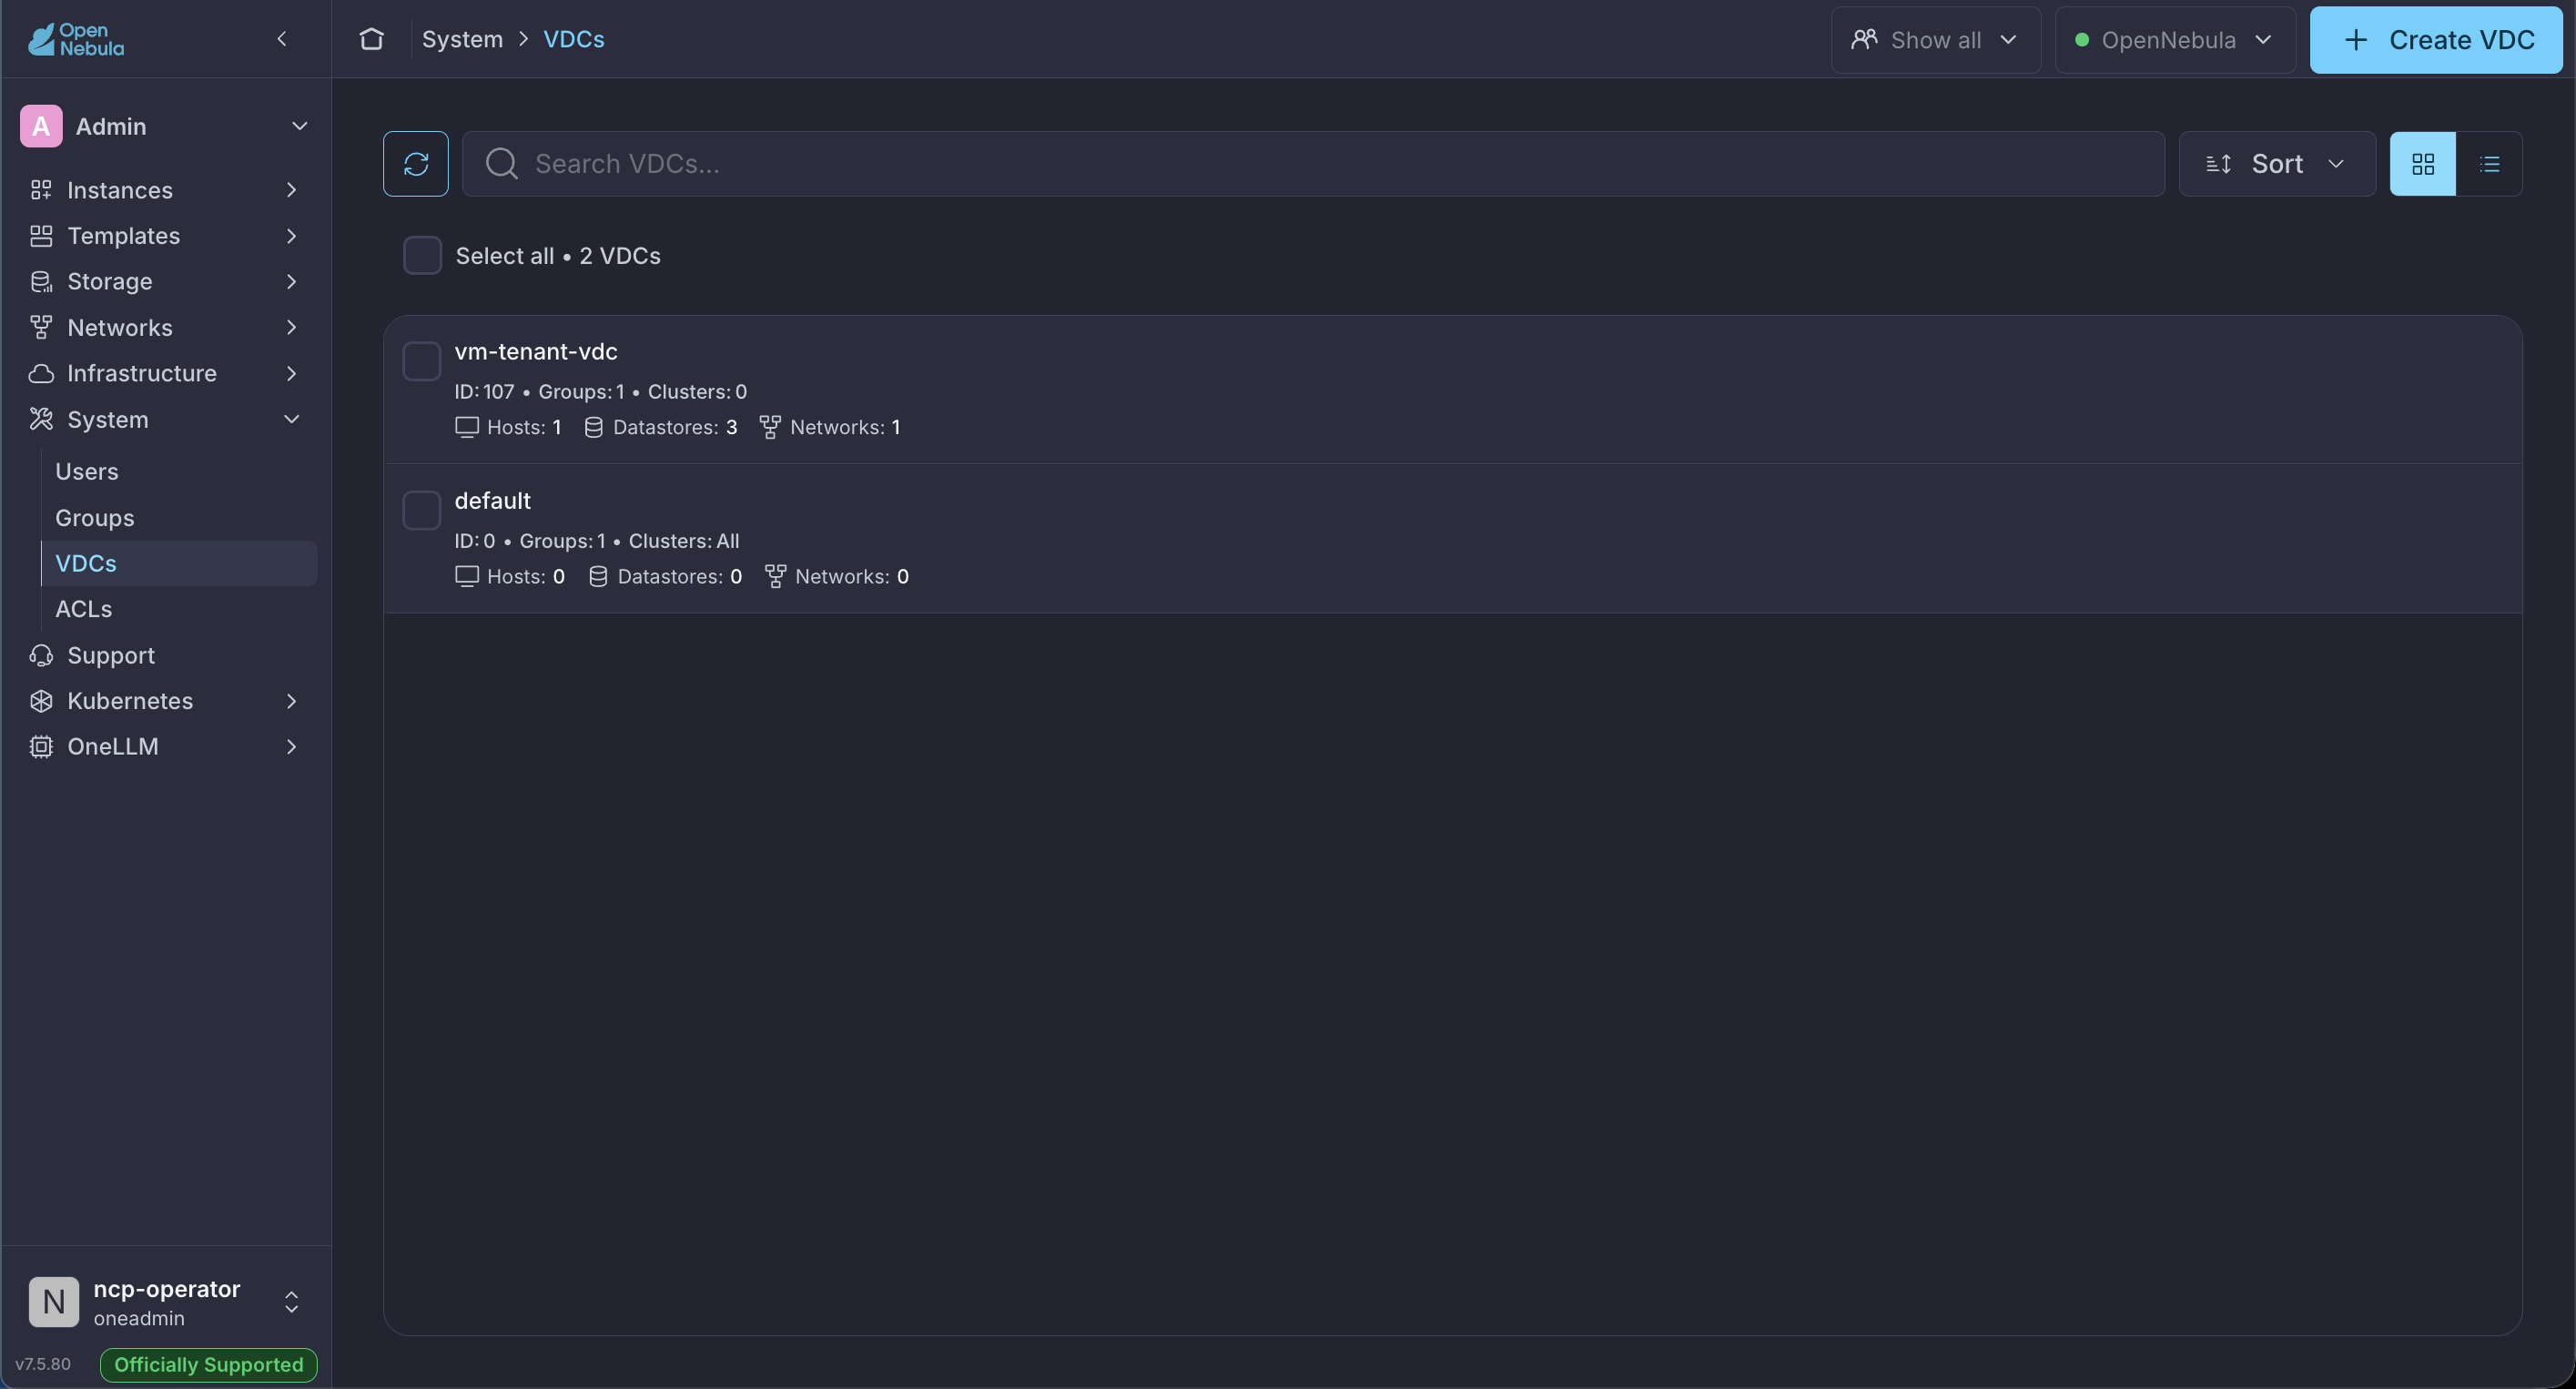 Open
Nebula
System > VDCs
Show all
OpenNebula
+ Create VDC
A Admin
Instances
Templates
Storage
Networks
Infrastructure
System
Users
Groups
VDCs
ACLs
Support
Kubernetes
OneLLM
Search VDCs...
Sort
Select all • 2 VDCs
vm-tenant-vdc
ID: 107 • Groups: 1 • Clusters: 0
Hosts: 1 Datastores: 3 Networks: 1
default
ID: 0 • Groups: 1 • Clusters: All
Hosts: 0 Datastores: 0 Networks: 0
N
ncp-operator
oneadmin
v7.5.80
Officially Supported